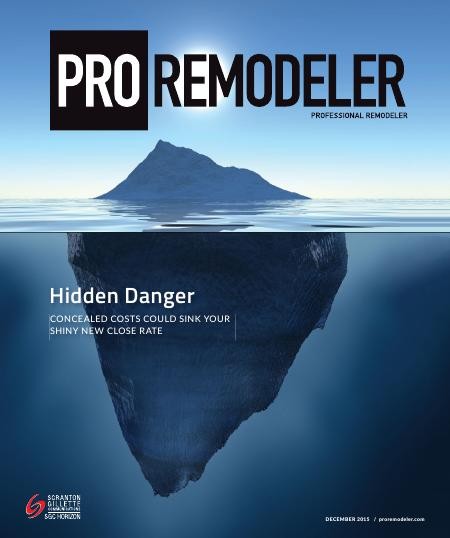 PRO REMODELER
PROFESSIONAL REMODELER
Hidden Danger
CONCEALED COSTS COULD SINK YOUR
SHINY NEW CLOSE RATE
SCRANTON
GILLETTE
COMMUNICATIONS
SGC HORIZON
DECEMBER 2015 / proremodeler.com